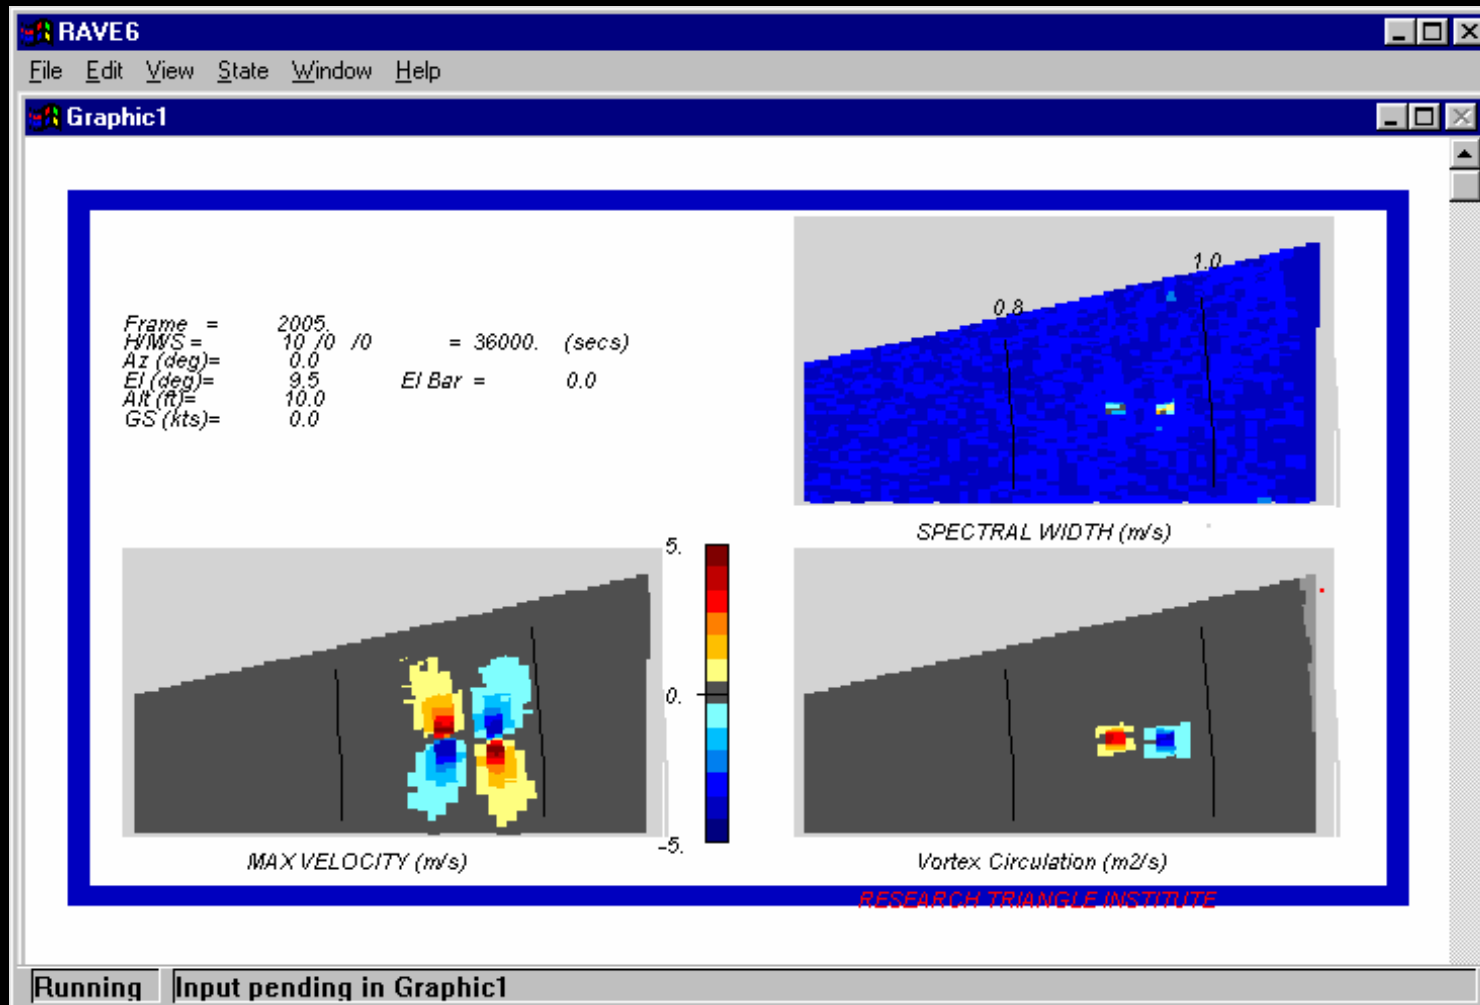 RAVE6
File Edit View State Window Help
Graphic1
Frame = 2005.
H/M/S = 10 /0 /0 = 36000. (secs)
Az (deg)= 0.0
El (deg)= 9.5 El Bar = 0.0
Alt (ft)= 10.0
GS (kts)= 0.0
0.8
1.0
SPECTRAL WIDTH (m/s)
5.
0.
-5.
MAX VELOCITY (m/s)
Vortex Circulation (m2/s)
RESEARCH TRIANGLE INSTITUTE
Running Input pending in Graphic1